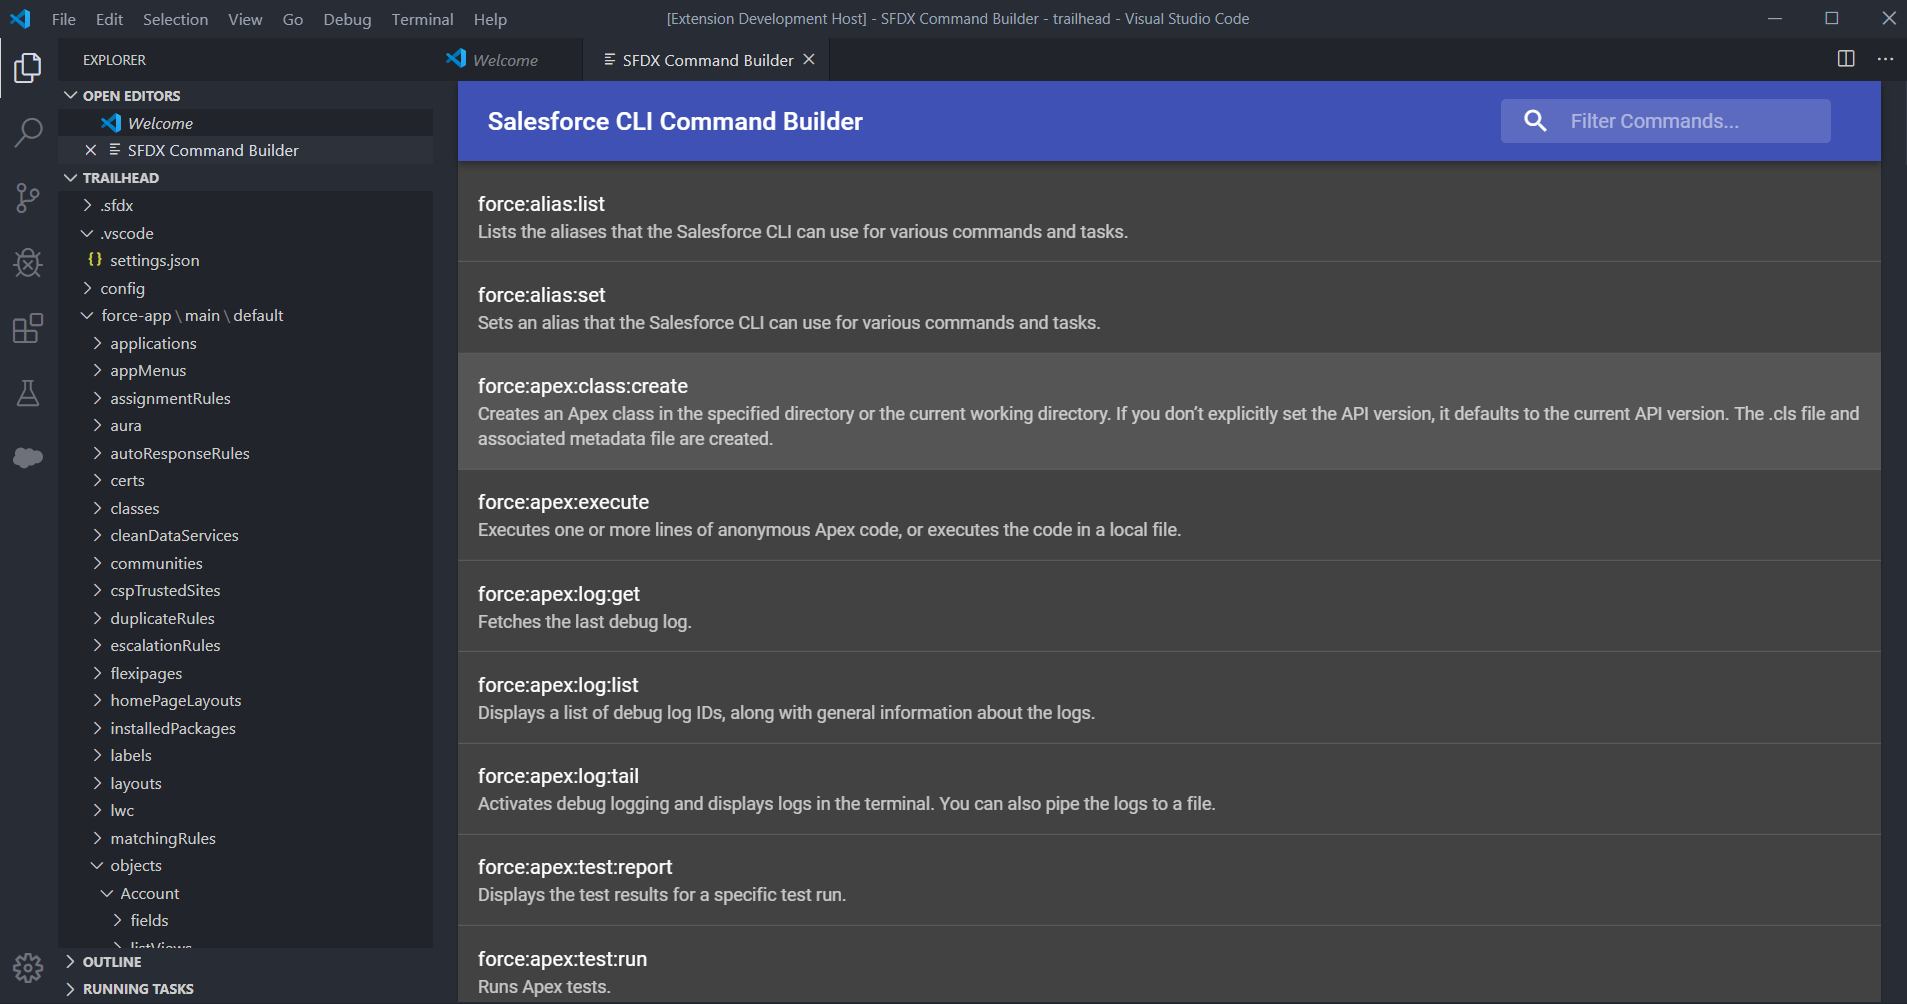 File Edit Selection View Go Debug Terminal Help
[Extension Development Host] - SFDX Command Builder - trailhead - Visual Studio Code
EXPLORER
OPEN EDITORS
Welcome
SFDX Command Builder
TRAILHEAD
.sfdx
.vscode
{} settings.json
config
force-app \ main \ default
applications
appMenus
assignmentRules
aura
autoResponseRules
certs
classes
cleanDataServices
communities
cspTrustedSites
duplicateRules
escalationRules
flexipages
homePageLayouts
installedPackages
labels
layouts
lwc
matchingRules
objects
Account
fields
listViews
OUTLINE
RUNNING TASKS
Welcome
SFDX Command Builder
Salesforce CLI Command Builder
Filter Commands...
force:alias:list
Lists the aliases that the Salesforce CLI can use for various commands and tasks.
force:alias:set
Sets an alias that the Salesforce CLI can use for various commands and tasks.
force:apex:class:create
Creates an Apex class in the specified directory or the current working directory. If you don’t explicitly set the API version, it defaults to the current API version. The .cls file and
associated metadata file are created.
force:apex:execute
Executes one or more lines of anonymous Apex code, or executes the code in a local file.
force:apex:log:get
Fetches the last debug log.
force:apex:log:list
Displays a list of debug log IDs, along with general information about the logs.
force:apex:log:tail
Activates debug logging and displays logs in the terminal. You can also pipe the logs to a file.
force:apex:test:report
Displays the test results for a specific test run.
force:apex:test:run
Runs Apex tests.